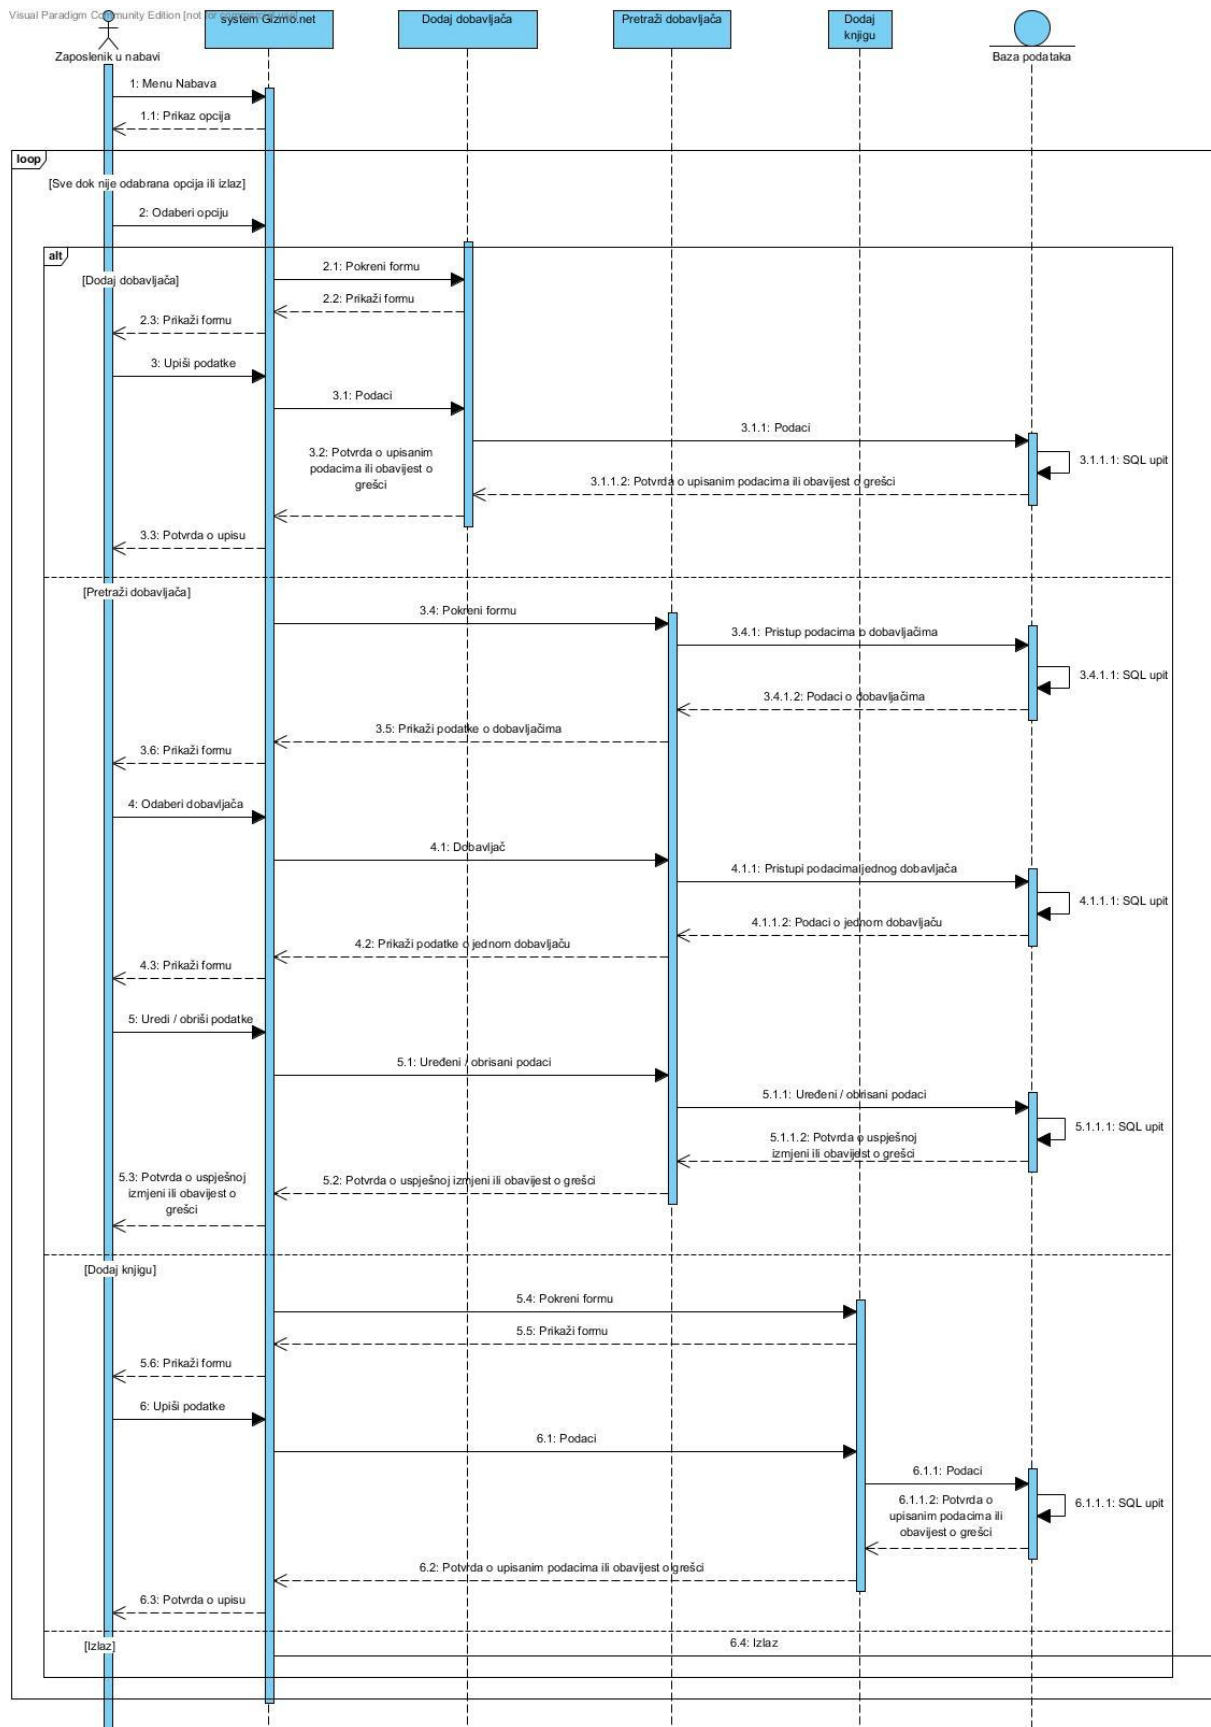 Visual Paradigm Community Edition [not for commercial use]
system Gizmo.net
Dodaj dobavljača
Pretraži dobavljača
Dodaj
knjigu
Zaposlenik u nabavi
Baza podataka
1: Menu Nabava
1.1: Prikaz opcija
loop
[Sve dok nije odabrana opcija ili izlaz]
2: Odaberi opciju
alt
[Dodaj dobavljača]
2.1: Pokreni formu
2.2: Prikaži formu
2.3: Prikaži formu
3: Upiši podatke
3.1: Podaci
3.1.1: Podaci
3.1.1.1: SQL upit
3.2: Potvrda o upisanim
podacima ili obavijest o
grešci
3.1.1.2: Potvrda o upisanim podacima ili obavijest o grešci
3.3: Potvrda o upisu
[Pretraži dobavljača]
3.4: Pokreni formu
3.4.1: Pristup podacima o dobavljačima
3.4.1.1: SQL upit
3.4.1.2: Podaci o dobavljačima
3.5: Prikaži podatke o dobavljačima
3.6: Prikaži formu
4: Odaberi dobavljača
4.1: Dobavljač
4.1.1: Pristupi podacima jednog dobavljača
4.1.1.1: SQL upit
4.1.1.2: Podaci o jednom dobavljaču
4.2: Prikaži podatke o jednom dobavljaču
4.3: Prikaži formu
5: Uredi / obriši podatke
5.1: Uređeni / obrisani podaci
5.1.1: Uređeni / obrisani podaci
5.1.1.1: SQL upit
5.1.1.2: Potvrda o uspješnoj
izmjeni ili obavijest o grešci
5.2: Potvrda o uspješnoj izmjeni ili obavijest o grešci
5.3: Potvrda o uspješnoj
izmjeni ili obavijest o
grešci
[Dodaj knjigu]
5.4: Pokreni formu
5.5: Prikaži formu
5.6: Prikaži formu
6: Upiši podatke
6.1: Podaci
6.1.1: Podaci
6.1.1.1: SQL upit
6.1.1.2: Potvrda o
upisanim podacima ili
obavijest o grešci
6.2: Potvrda o upisanim podacima ili obavijest o grešci
6.3: Potvrda o upisu
[Izlaz]
6.4: Izlaz